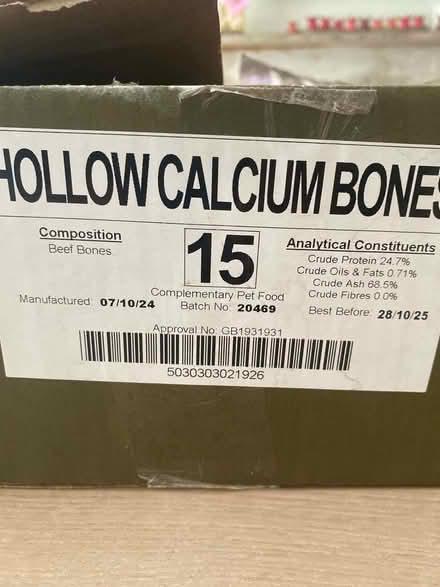 HOLLOW CALCIUM BONES
Composition
Beef Bones
15
Analytical Constituents
Crude Protein 24.7%
Crude Oils & Fats 0.71%
Crude Ash 68.5%
Crude Fibres 0.0%
Complementary Pet Food
Manufactured: 07/10/24
Batch No: 20469
Best Before: 28/10/25
Approval No: GB1931931
5030303021926